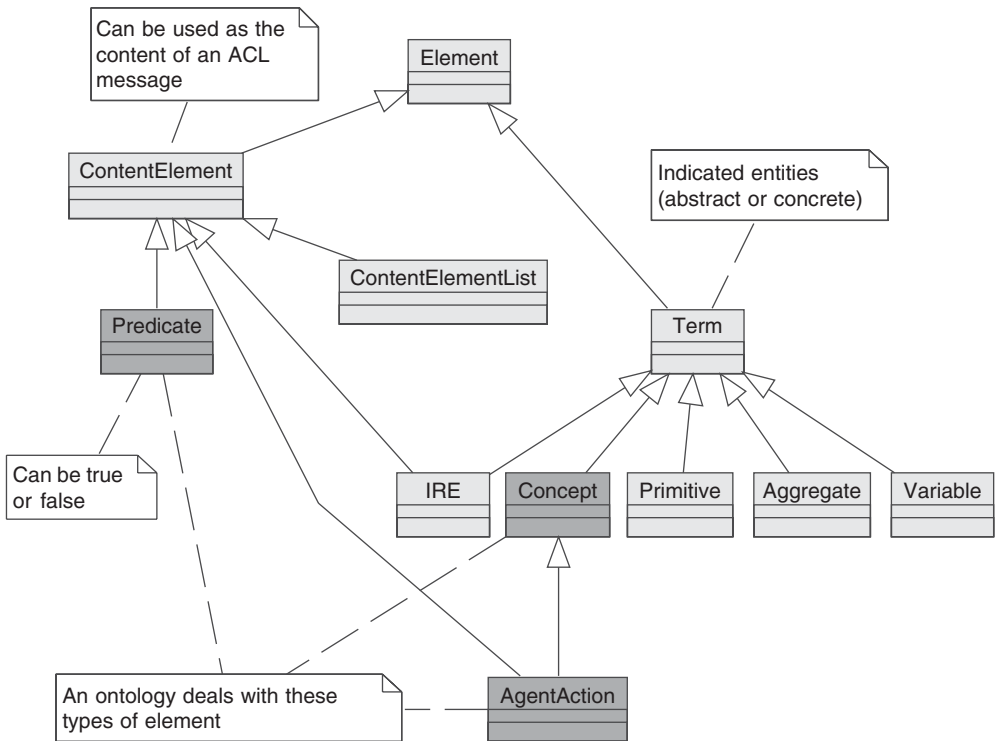 Can be used as the
content of an ACL
message
Element
ContentElement
Indicated entities
(abstract or concrete)
ContentElementList
Predicate
Term
Can be true
or false
IRE
Concept
Primitive
Aggregate
Variable
An ontology deals with these
types of element
AgentAction